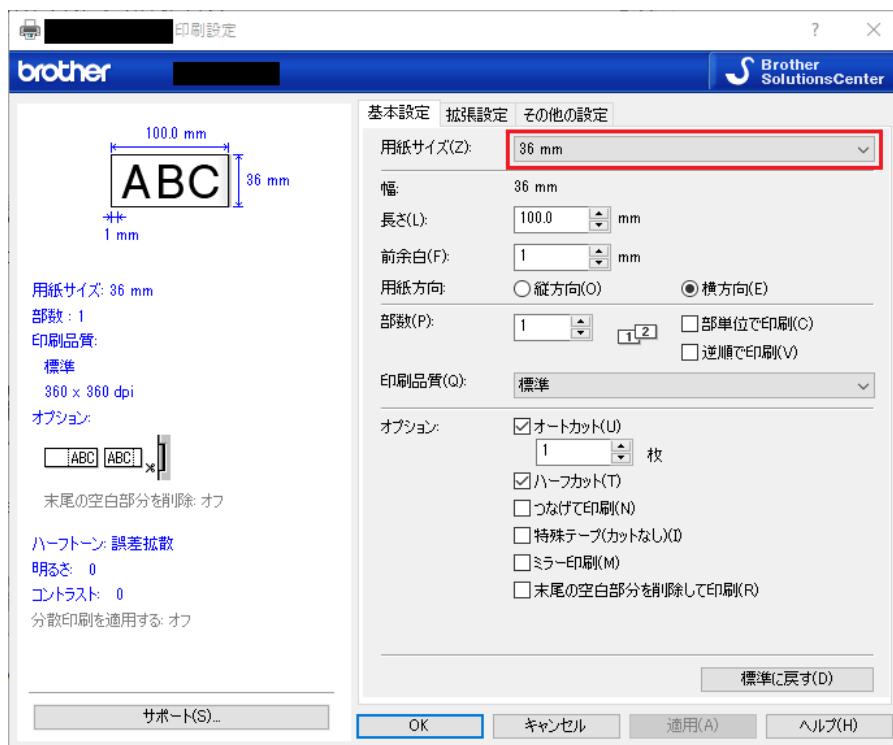 印刷設定
?
brother
Brother
SolutionsCenter
100.0 mm
ABC
36 mm
1 mm
用紙サイズ: 36 mm
部数 : 1
印刷品質:
標準
360 x 360 dpi
オプション:
ABC ABC
末尾の空白部分を削除: オフ
ハーフトーン: 誤差拡散
明るさ: 0
コントラスト: 0
分散印刷を適用する: オフ
サポート(S)...
基本設定 拡張設定 その他の設定
用紙サイズ(Z): 36 mm
幅: 36 mm
長さ(L): 100.0 mm
前余白(F): 1 mm
用紙方向: 縦方向(O) 横方向(E)
部数(P): 1 1 2 部単位で印刷(C)
逆順で印刷(V)
印刷品質(Q): 標準
オプション: オートカット(U)
1 枚
ハーフカット(T)
つなげて印刷(N)
特殊テープ(カットなし)(I)
ミラー印刷(M)
末尾の空白部分を削除して印刷(R)
標準に戻す(D)
OK キャンセル 適用(A) ヘルプ(H)